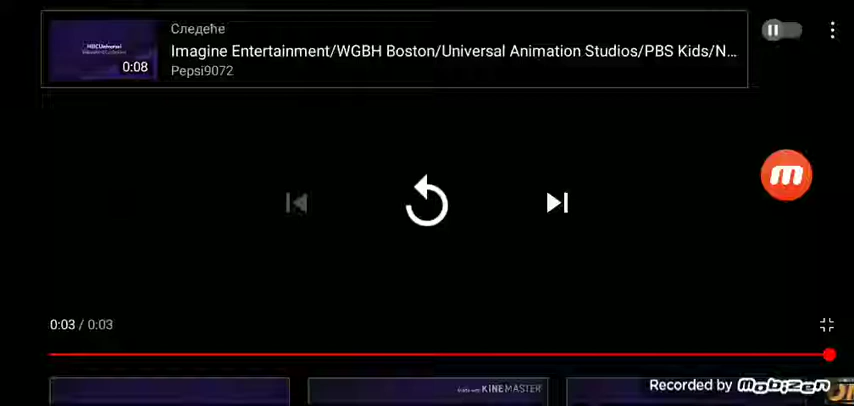 Следеће
Imagine Entertainment/WGBH Boston/Universal Animation Studios/PBS Kids/N...
NBCUniversal
0:08
Pepsi9072
m
0:03 / 0:03
KINEMASTER
Recorded by mobizen